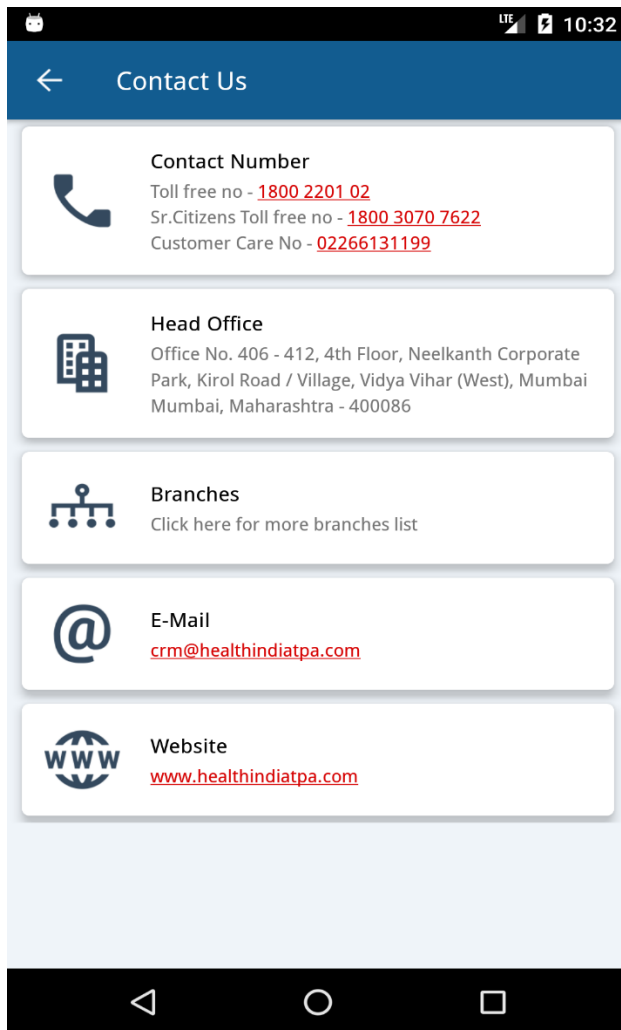 LTE 10:32
Contact Us
Contact Number
Toll free no - 1800 2201 02
Sr.Citizens Toll free no - 1800 3070 7622
Customer Care No - 02266131199
Head Office
Office No. 406 - 412, 4th Floor, Neelkanth Corporate
Park, Kirol Road / Village, Vidya Vihar (West), Mumbai
Mumbai, Maharashtra - 400086
Branches
Click here for more branches list
@ E-Mail
crm@healthindiatpa.com
WWW Website
www.healthindiatpa.com